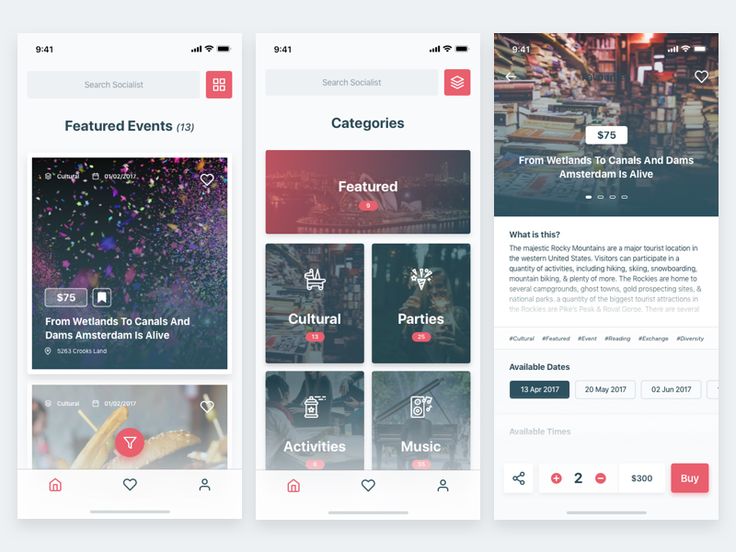 9:41
Search Socialist
Featured Events (13)
Cultural
01/02/2017
$75
From Wetlands To Canals And
Dams Amsterdam Is Alive
5263 Crooks Land
Cultural
01/02/2017
9:41
Search Socialist
Categories
Featured
9
Cultural
13
Parties
25
Activities
6
Music
35
9:41
$75
From Wetlands To Canals And Dams
Amsterdam Is Alive
What is this?
The majestic Rocky Mountains are a major tourist location in
the western United States. Visitors can participate in a
quantity of activities, including hiking, skiing, snowboarding,
mountain biking, & plenty of more. The Rockies are home to
several campgrounds, ghost towns, gold prospecting sites, &
national parks. a quantity of the biggest tourist attractions in
the Rockies are Pike's Peak & Royal Gorge. There are several
#Cultural #Featured #Event #Reading #Exchange #Diversity
Available Dates
13 Apr 2017
20 May 2017
02 Jun 2017
Available Times
2
$300
Buy